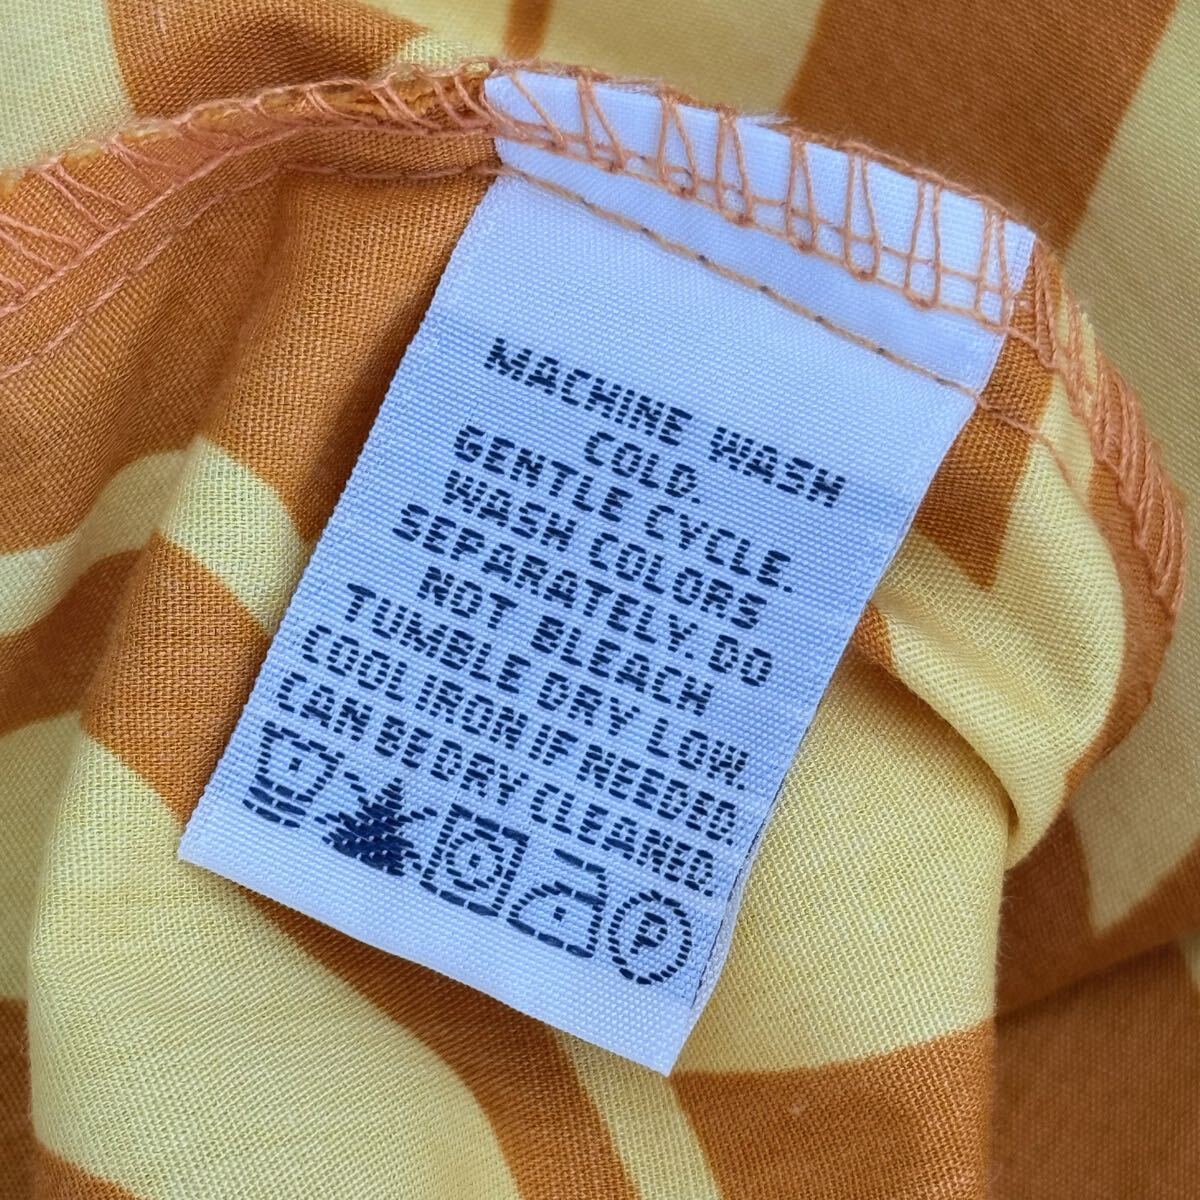 MACHINE WASH
COLD.
GENTLE CYCLE.
WASH COLORS
SEPARATELY. DO
NOT BLEACH
TUMBLE DRY LOW.
COOL IRON IF NEEDED.
CAN BE DRY CLEANED.
P